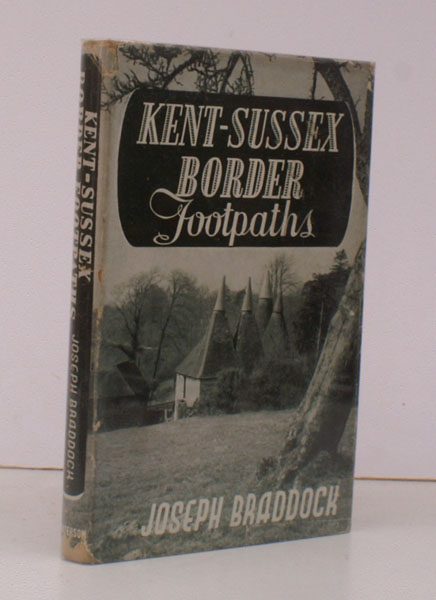 KENT-SUSSEX
BORDER
Footpaths
JOSEPH BRADDOCK
KENT-SUSSEX
BORDER FOOTPATHS
JOSEPH BRADDOCK